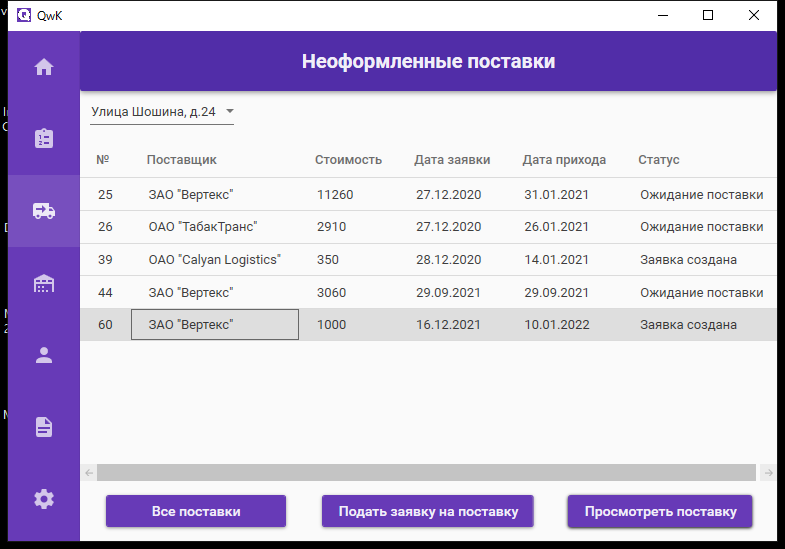 QwK
Неоформленные поставки
Улица Шошина, д.24
№ Поставщик Стоимость Дата заявки Дата прихода Статус
25 ЗАО "Вертекс" 11260 27.12.2020 31.01.2021 Ожидание поставки
26 ОАО "ТабакТранс" 2910 27.12.2020 26.01.2021 Ожидание поставки
39 ОАО "Calyan Logistics" 350 28.12.2020 14.01.2021 Заявка создана
44 ЗАО "Вертекс" 3060 29.09.2021 29.09.2021 Ожидание поставки
60 ЗАО "Вертекс" 1000 16.12.2021 10.01.2022 Заявка создана
Все поставки Подать заявку на поставку Просмотреть поставку